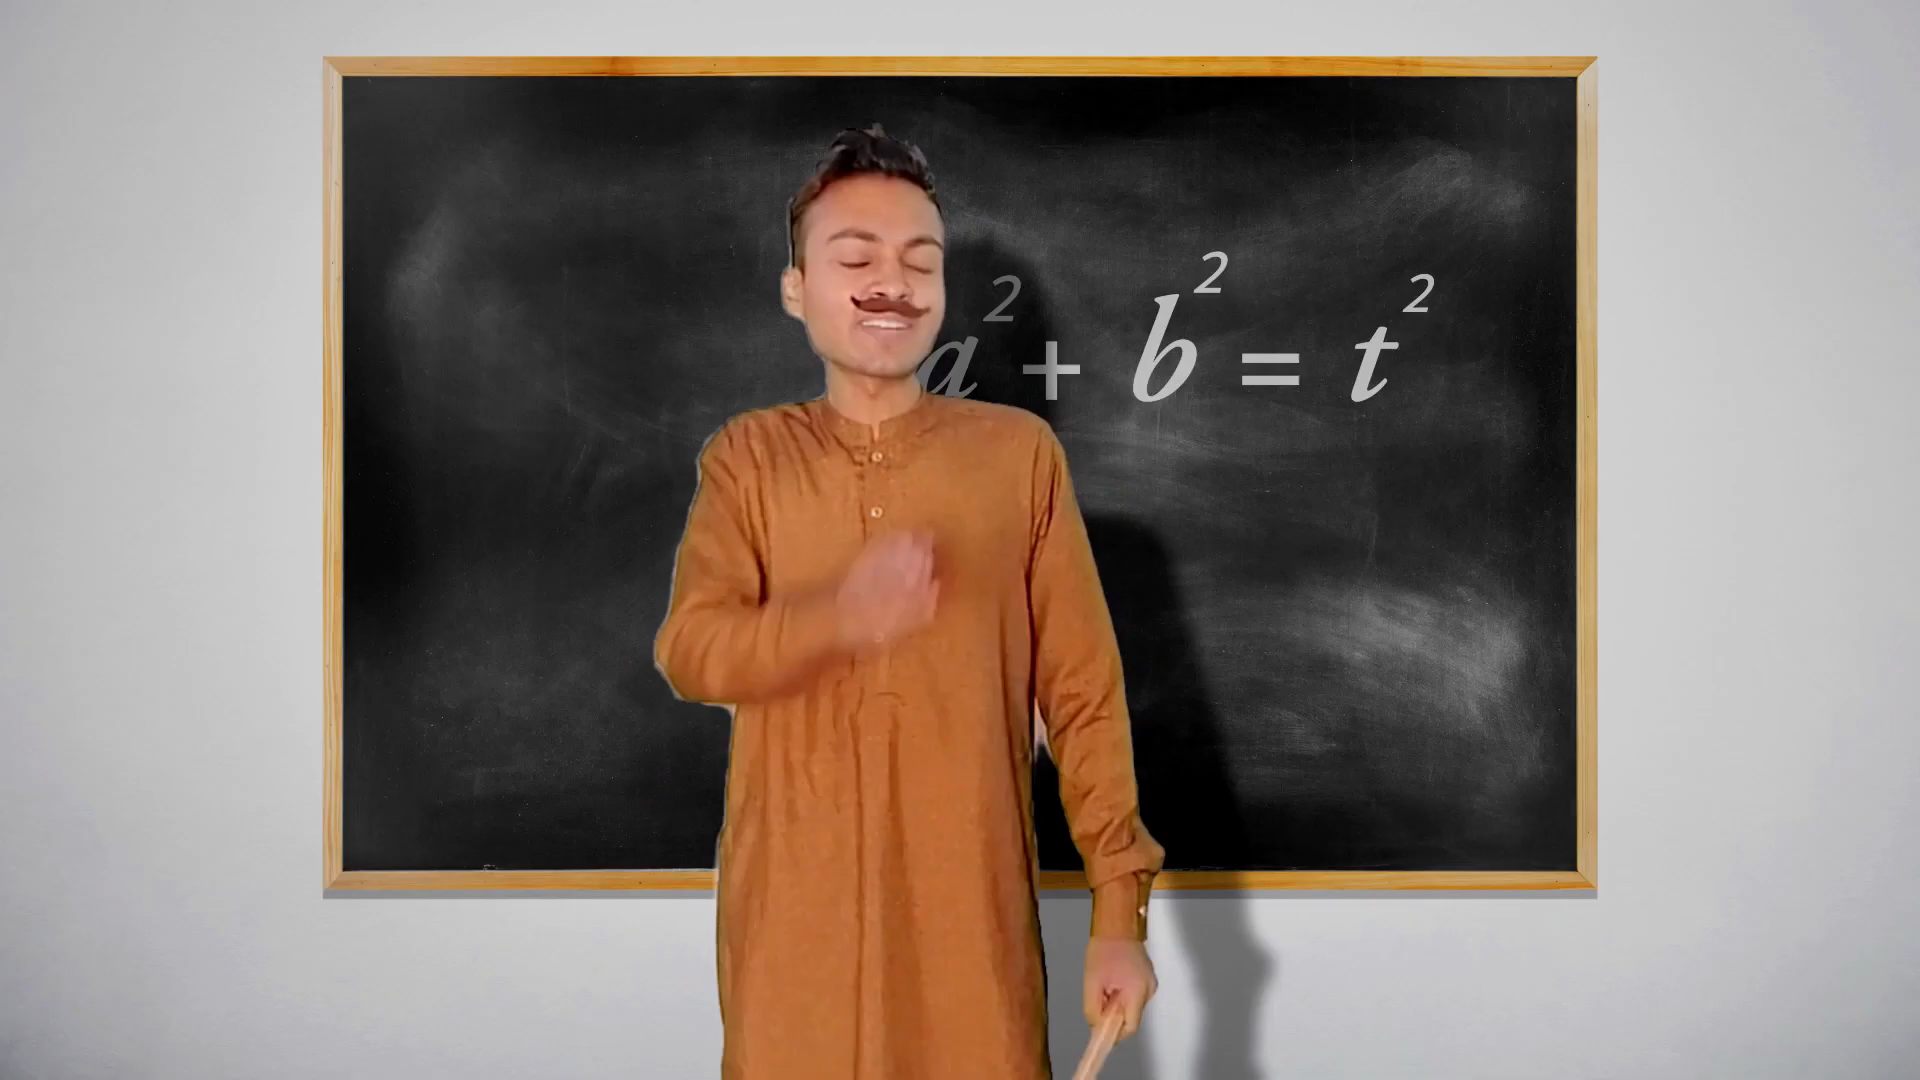 a² + b² = t²